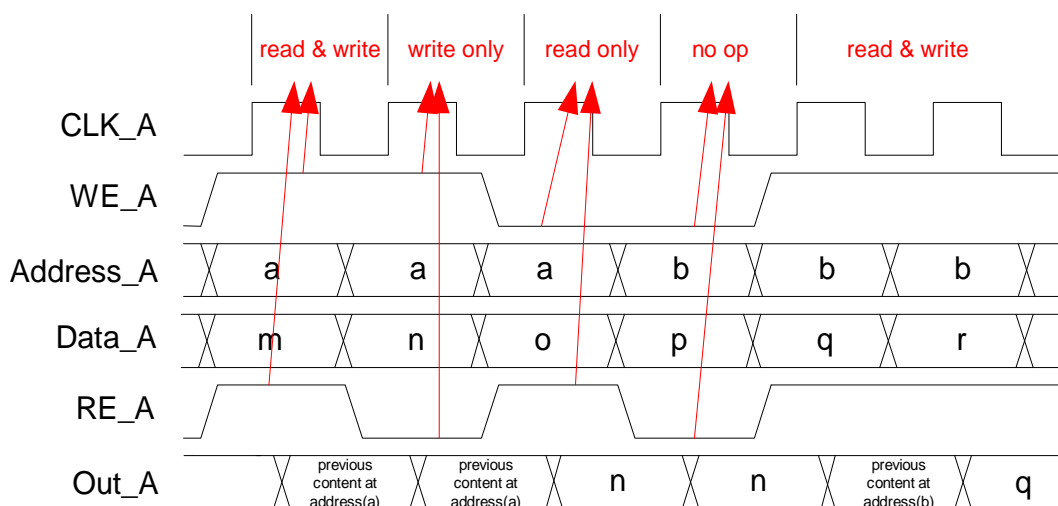 read & write write only read only no op read & write
CLK_A
WE_A
Address_A a a a b b b
Data_A m n o p q r
RE_A
Out_A previous content at address(a) previous content at address(a) n n previous content at address(b) q